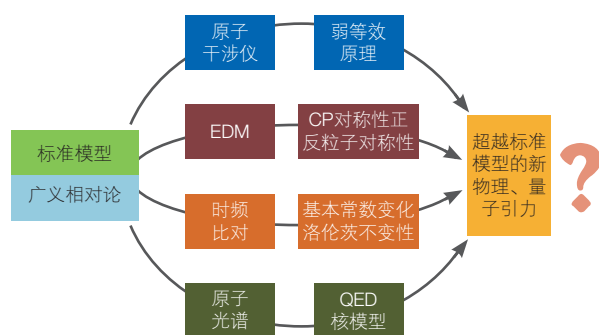 标准模型
广义相对论
原子
干涉仪
弱等效
原理
EDM
CP对称性正
反粒子对称性
时频
比对
基本常数变化
洛伦茨不变性
原子
光谱
QED
核模型
超越标准
模型的新
物理、量
子引力
?